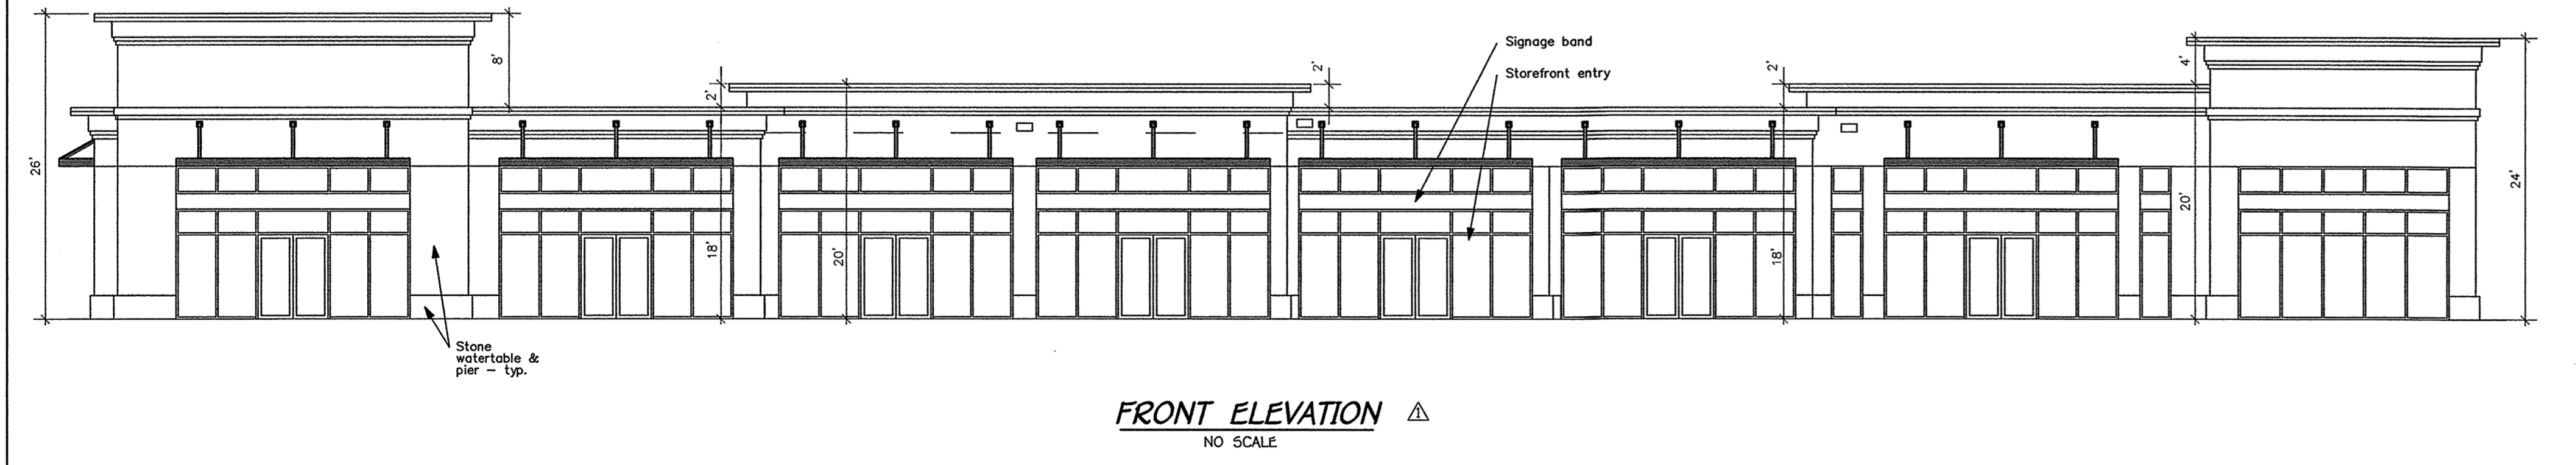 Signage band
Storefront entry
26'
8'
2'
18'
20'
2'
2'
18'
4'
20'
24'
Stone
watertable &
pier – typ.
FRONT ELEVATION 1
NO SCALE